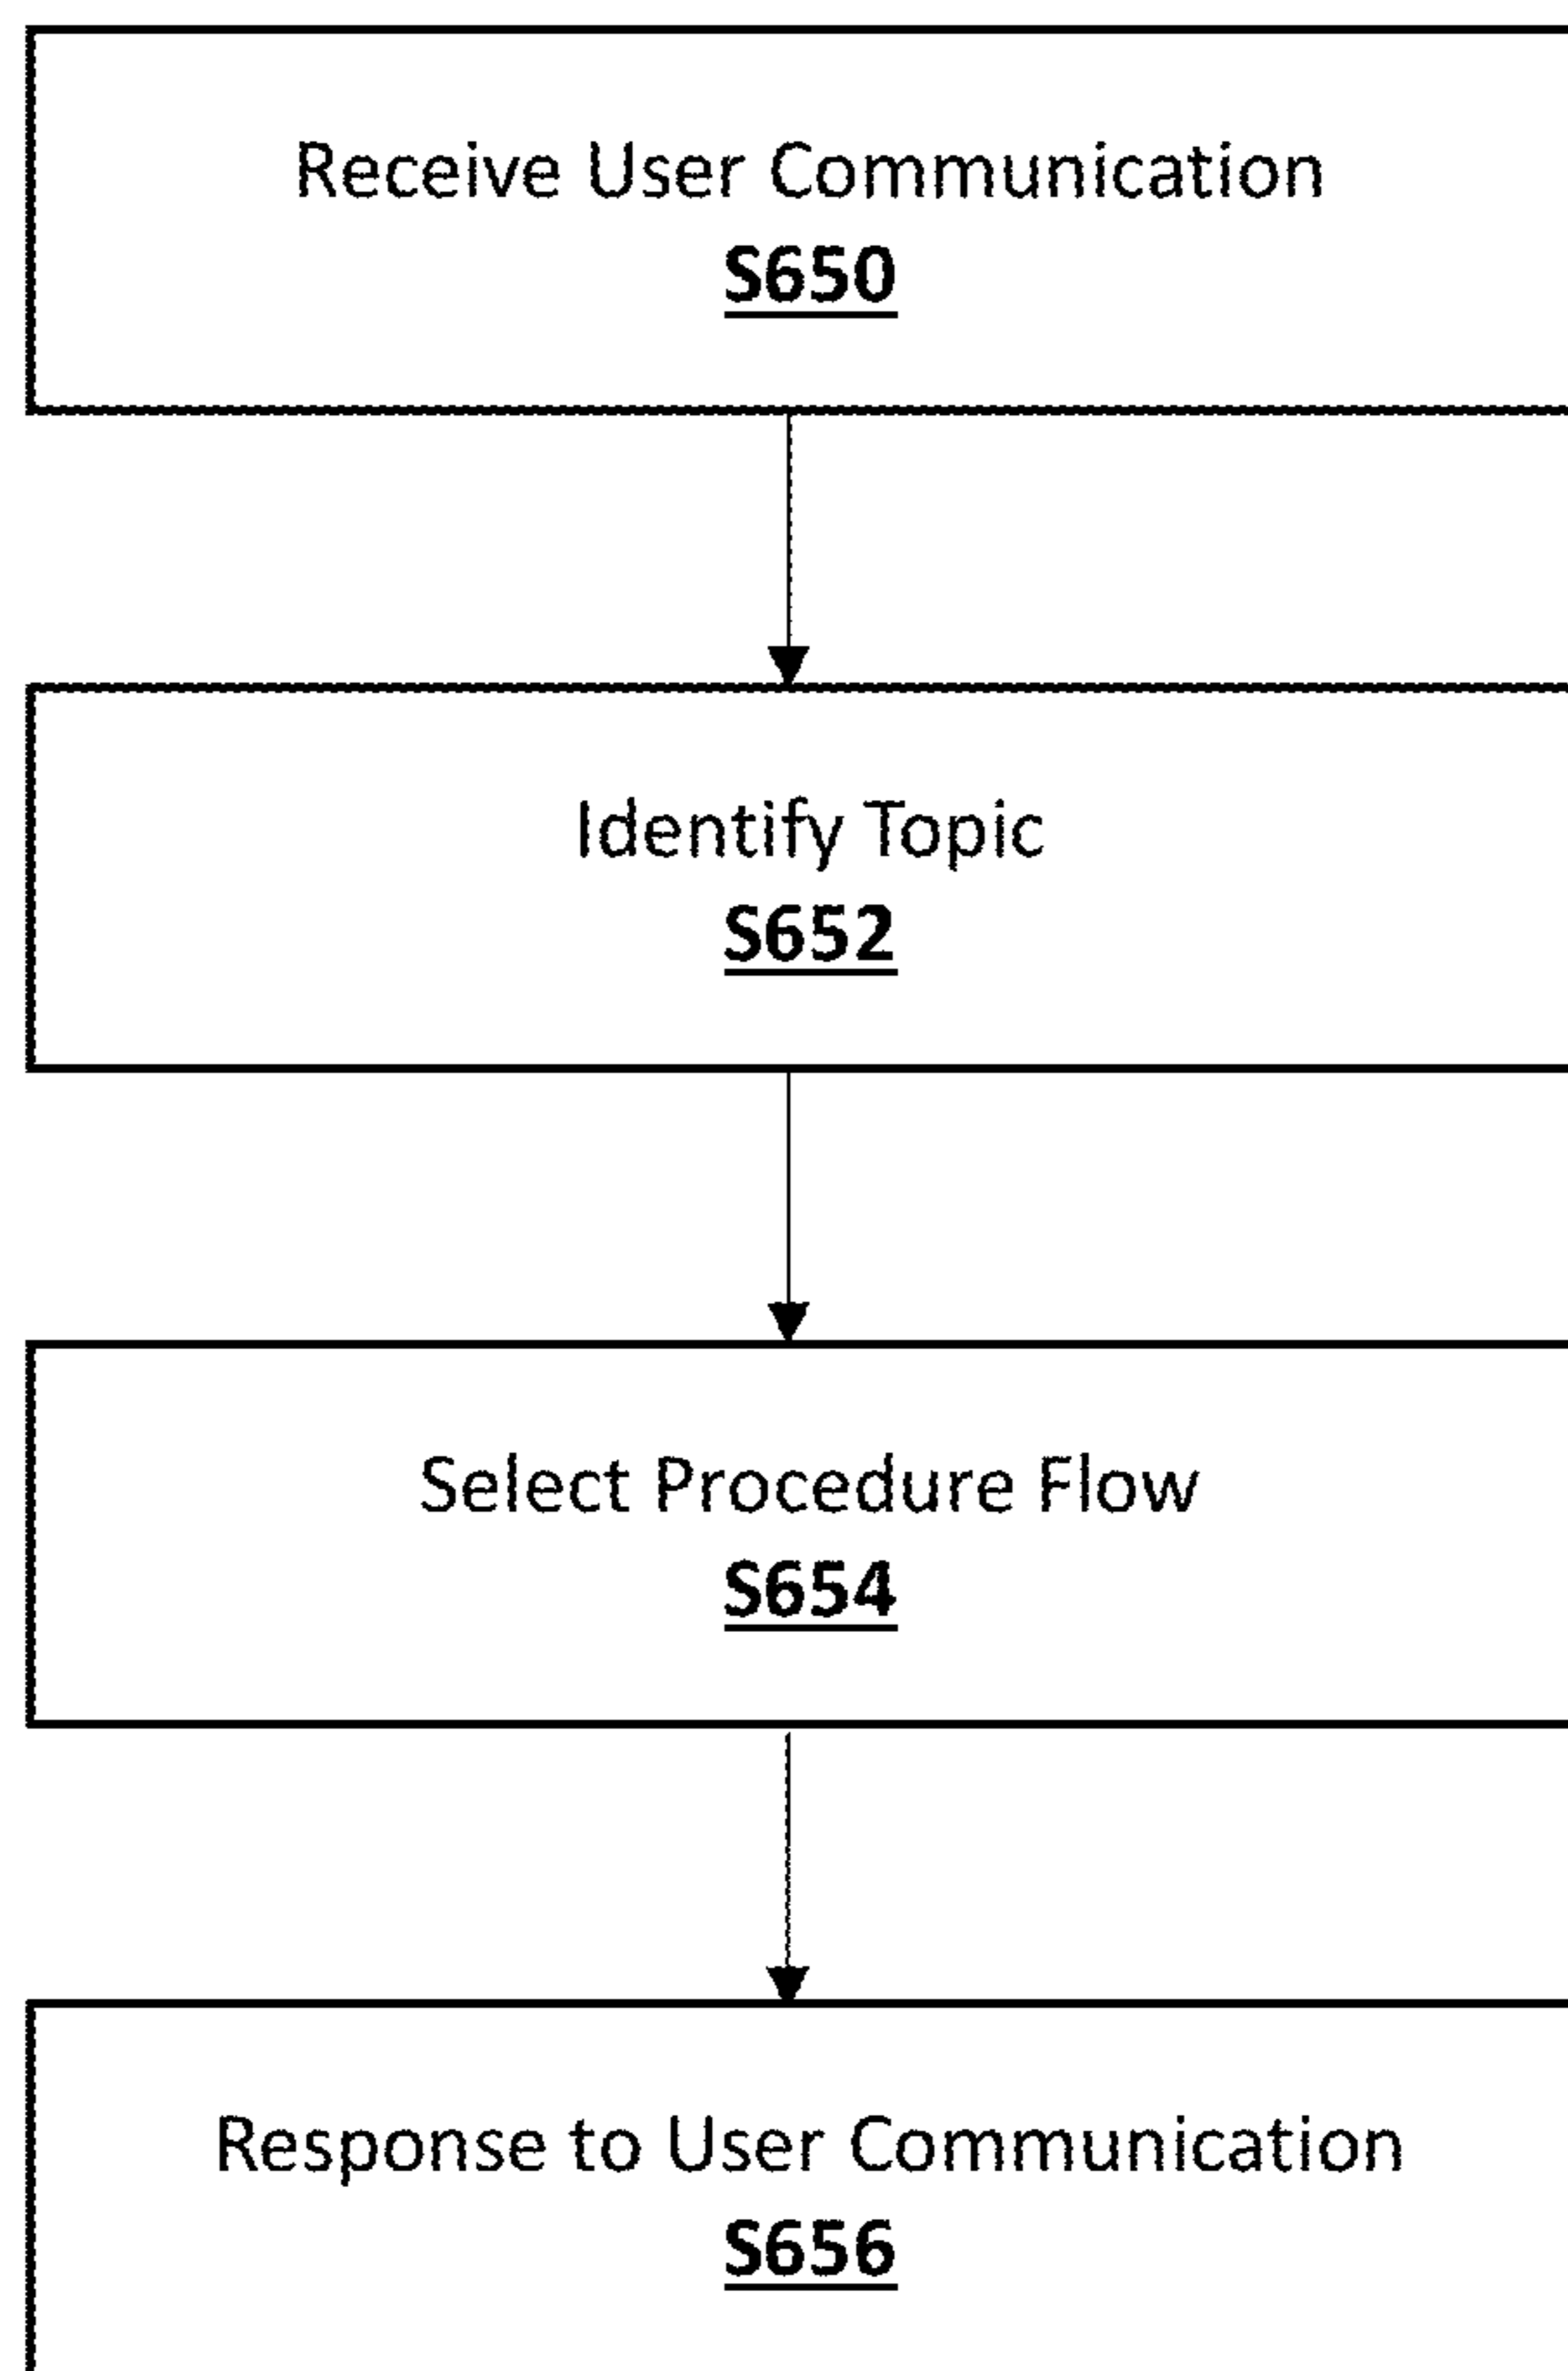 Receive User Communication
S650
Identify Topic
S652
Select Procedure Flow
S654
Response to User Communication
S656